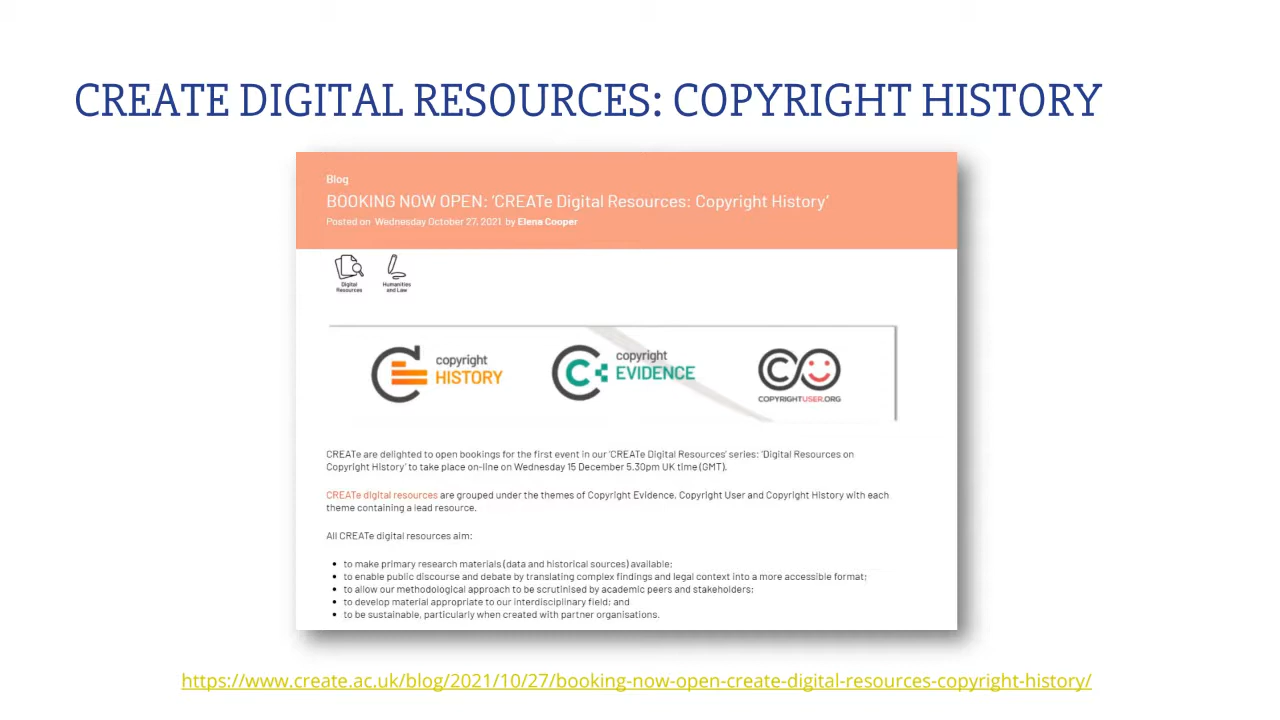 CREATE DIGITAL RESOURCES: COPYRIGHT HISTORY
Blog
BOOKING NOW OPEN: 'CREATe Digital Resources: Copyright History'
Posted on Wednesday October 27, 2021 by Elena Cooper
Digital
Resources
Humanities
and Law
copyright
HISTORY
copyright
EVIDENCE
COPYRIGHTUSER.ORG
CREATe are delighted to open bookings for the first event in our 'CREATe Digital Resources' series: 'Digital Resources on
Copyright History' to take place on-line on Wednesday 15 December 5.30pm UK time (GMT).
CREATe digital resources are grouped under the themes of Copyright Evidence, Copyright User and Copyright History with each
theme containing a lead resource.
All CREATe digital resources aim:
• to make primary research materials (data and historical sources) available;
• to enable public discourse and debate by translating complex findings and legal context into a more accessible format;
• to allow our methodological approach to be scrutinised by academic peers and stakeholders;
• to develop material appropriate to our interdisciplinary field; and
• to be sustainable, particularly when created with partner organisations.
https://www.create.ac.uk/blog/2021/10/27/booking-now-open-create-digital-resources-copyright-history/